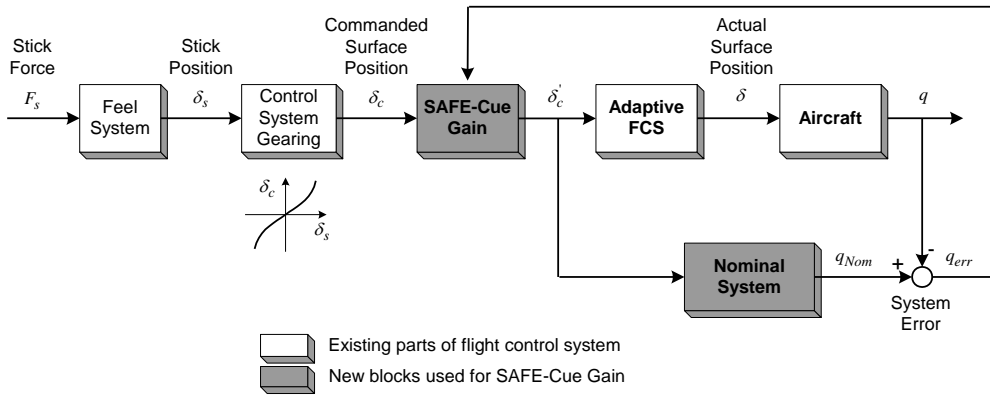 Stick
Force
F_s
Feel
System
Stick
Position
δ_s
Control
System
Gearing
Commanded
Surface
Position
δ_c
SAFE-Cue
Gain
δ_c'
Adaptive
FCS
Actual
Surface
Position
δ
Aircraft
q
δ_c
δ_s
Nominal
System
q_Nom
+
-
q_err
System
Error
Existing parts of flight control system
New blocks used for SAFE-Cue Gain